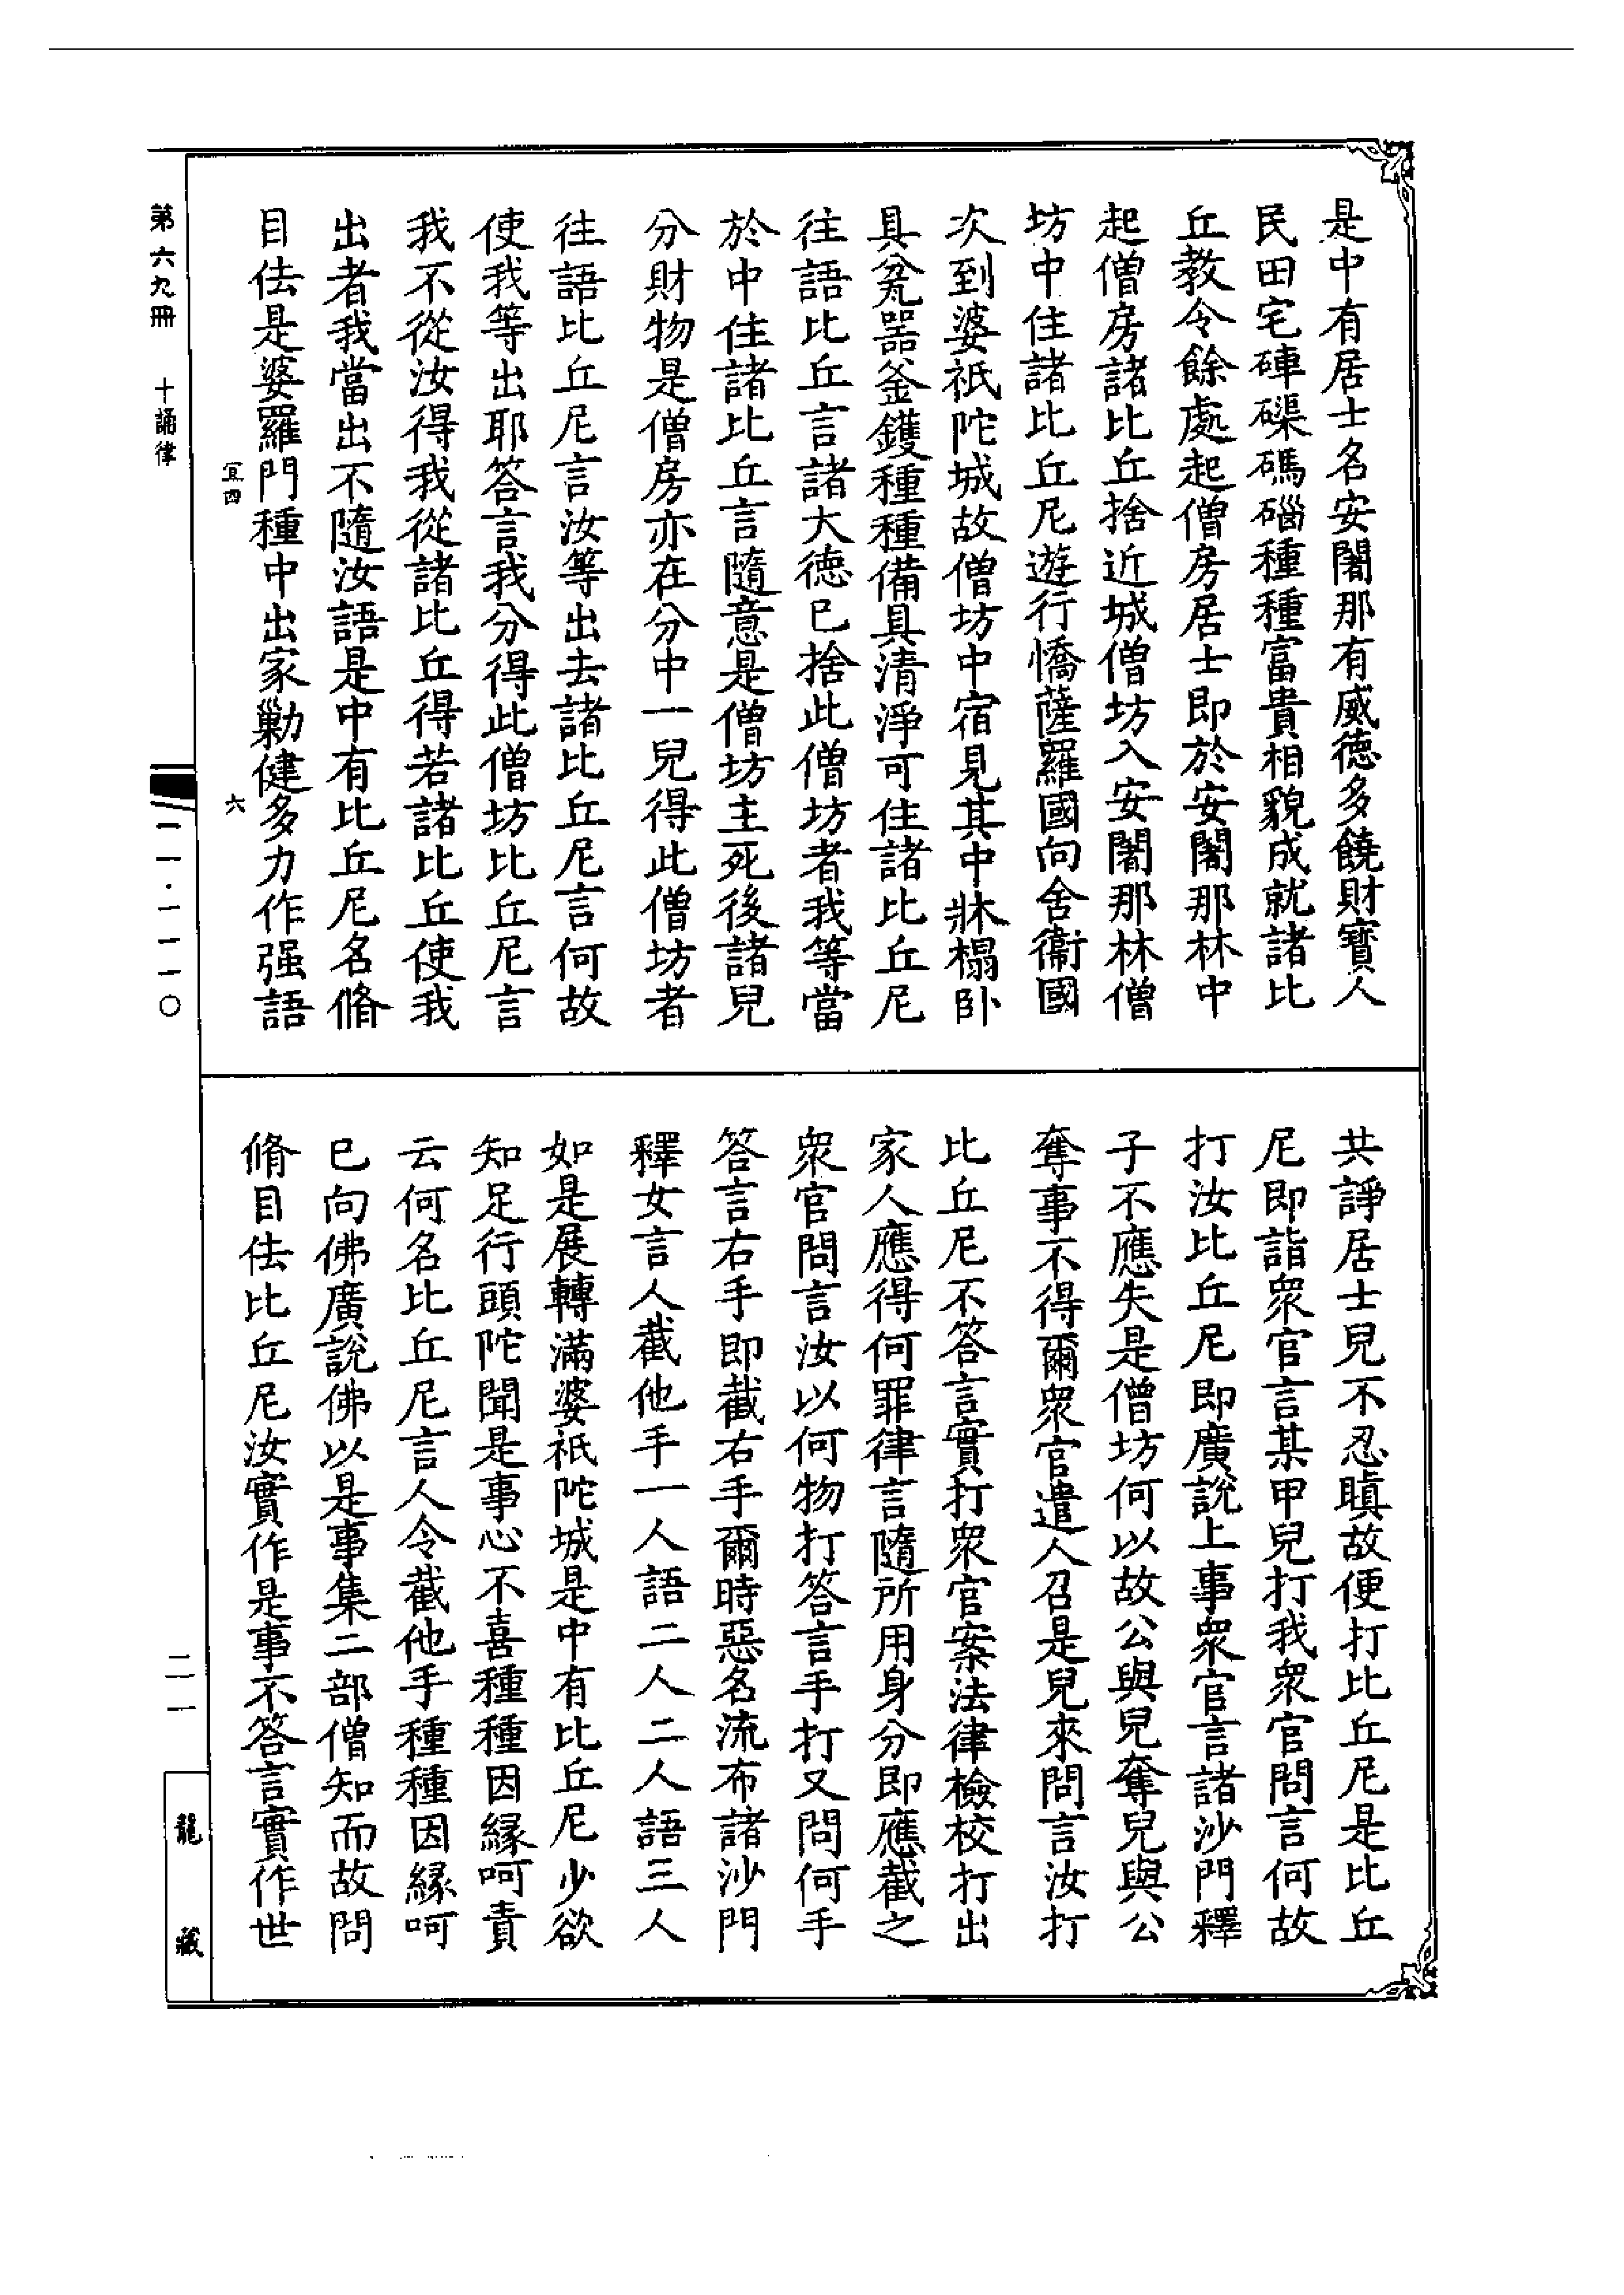 是中有居士名安闍那有威德多饒財寶人
民田宅硨磲碼碯種種富貴相貌成就諸比
丘教令餘處起僧房居士即於安闍那林中
起僧房諸比丘捨近城僧坊入安闍那林僧
坊中住諸比丘尼遊行憍薩羅國向舍衞國
次到婆祇陀城故僧坊中宿見其中牀榻卧
具瓮器釜鑊種種備具清淨可住諸比丘尼
往語比丘言諸大德已捨此僧坊者我等當
於中住諸比丘言隨意是僧坊主死後諸兒
分財物是僧房亦在分中一兒得此僧坊者
往語比丘尼言汝等出去諸比丘尼言何故
使我等出耶答言我分得此僧坊比丘尼言
我不從汝得我從諸比丘得若諸比丘使我
出者我當出不隨汝語是中有比丘尼名脩
目佉是婆羅門種中出家勦健多力作强語
共諍居士兒不忍瞋故便打比丘尼是比丘
尼即詣衆官言某甲兒打我衆官問言何故
打汝比丘尼即廣說上事衆官言諸沙門釋
子不應失是僧坊何以故公與兒奪兒與公
奪事不得爾衆官遣人召是兒來問言汝打
比丘尼不答言實打衆官案法律檢校打出
家人應得何罪律言隨所用身分即應截之
衆官問言汝以何物打答言手打又問何手
答言右手即截右手爾時惡名流布諸沙門
釋女言人截他手一人語二人二人語三人
如是展轉滿婆祇陀城是中有比丘尼少欲
知足行頭陀聞是事心不喜種種因緣呵責
云何名比丘尼言人令截他手種種因緣呵
已向佛廣說佛以是事集二部僧知而故問
脩目佉比丘尼汝實作是事不答言實作世
宜四 六
第六九冊 十誦律
一一·一一一〇
二一
龍藏